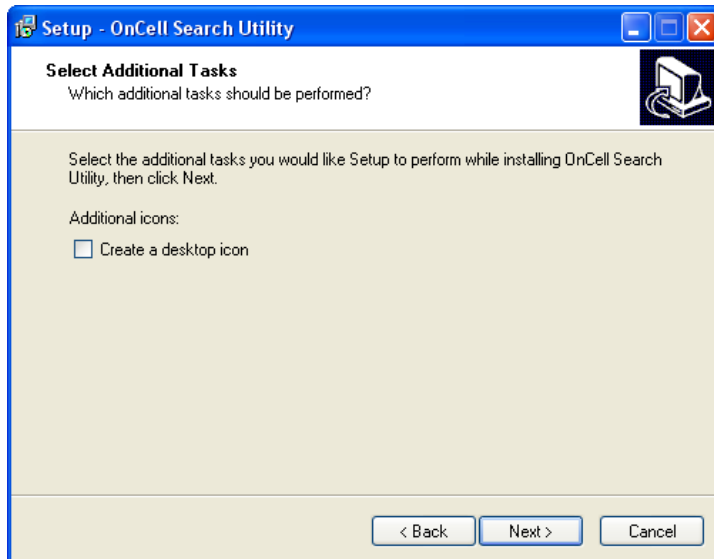 Setup - OnCell Search Utility
Select Additional Tasks
Which additional tasks should be performed?
Select the additional tasks you would like Setup to perform while installing OnCell Search
Utility, then click Next.
Additional icons:
Create a desktop icon
< Back
Next >
Cancel